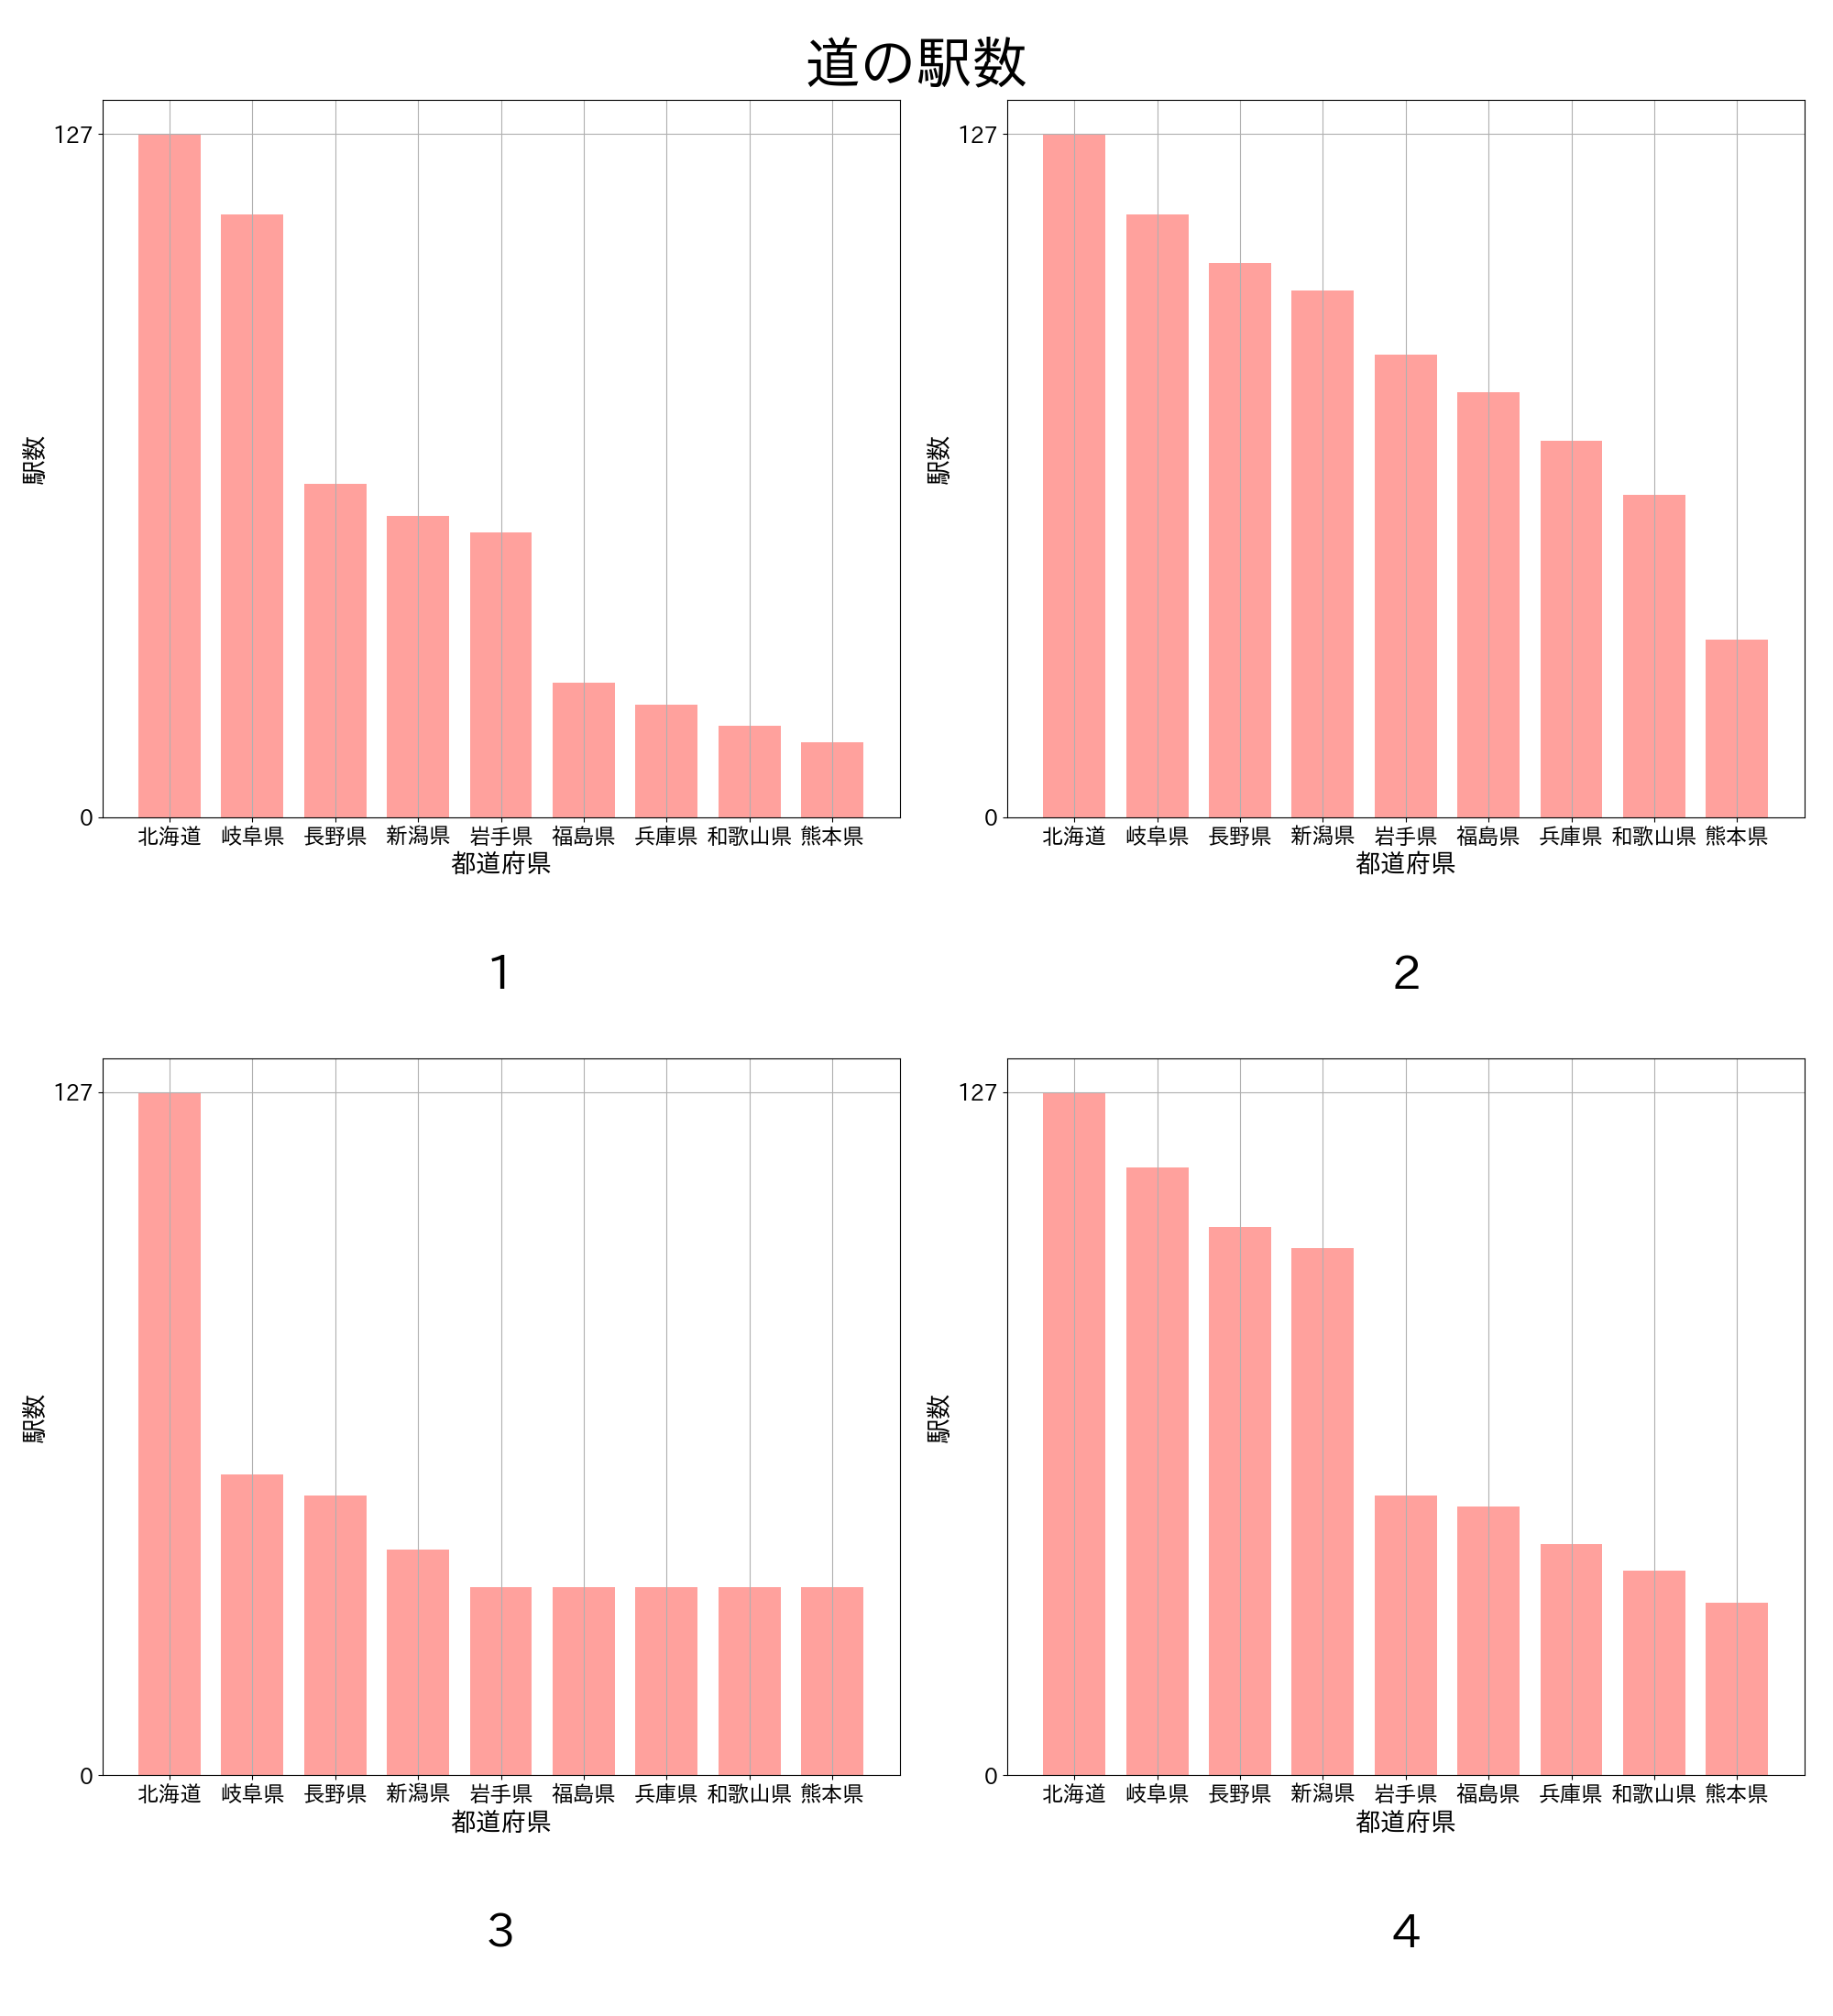 道の駅数
127
0
駅数
北海道 岐阜県 長野県 新潟県 岩手県 福島県 兵庫県 和歌山県 熊本県
都道府県
1
127
0
駅数
北海道 岐阜県 長野県 新潟県 岩手県 福島県 兵庫県 和歌山県 熊本県
都道府県
2
127
0
駅数
北海道 岐阜県 長野県 新潟県 岩手県 福島県 兵庫県 和歌山県 熊本県
都道府県
3
127
0
駅数
北海道 岐阜県 長野県 新潟県 岩手県 福島県 兵庫県 和歌山県 熊本県
都道府県
4